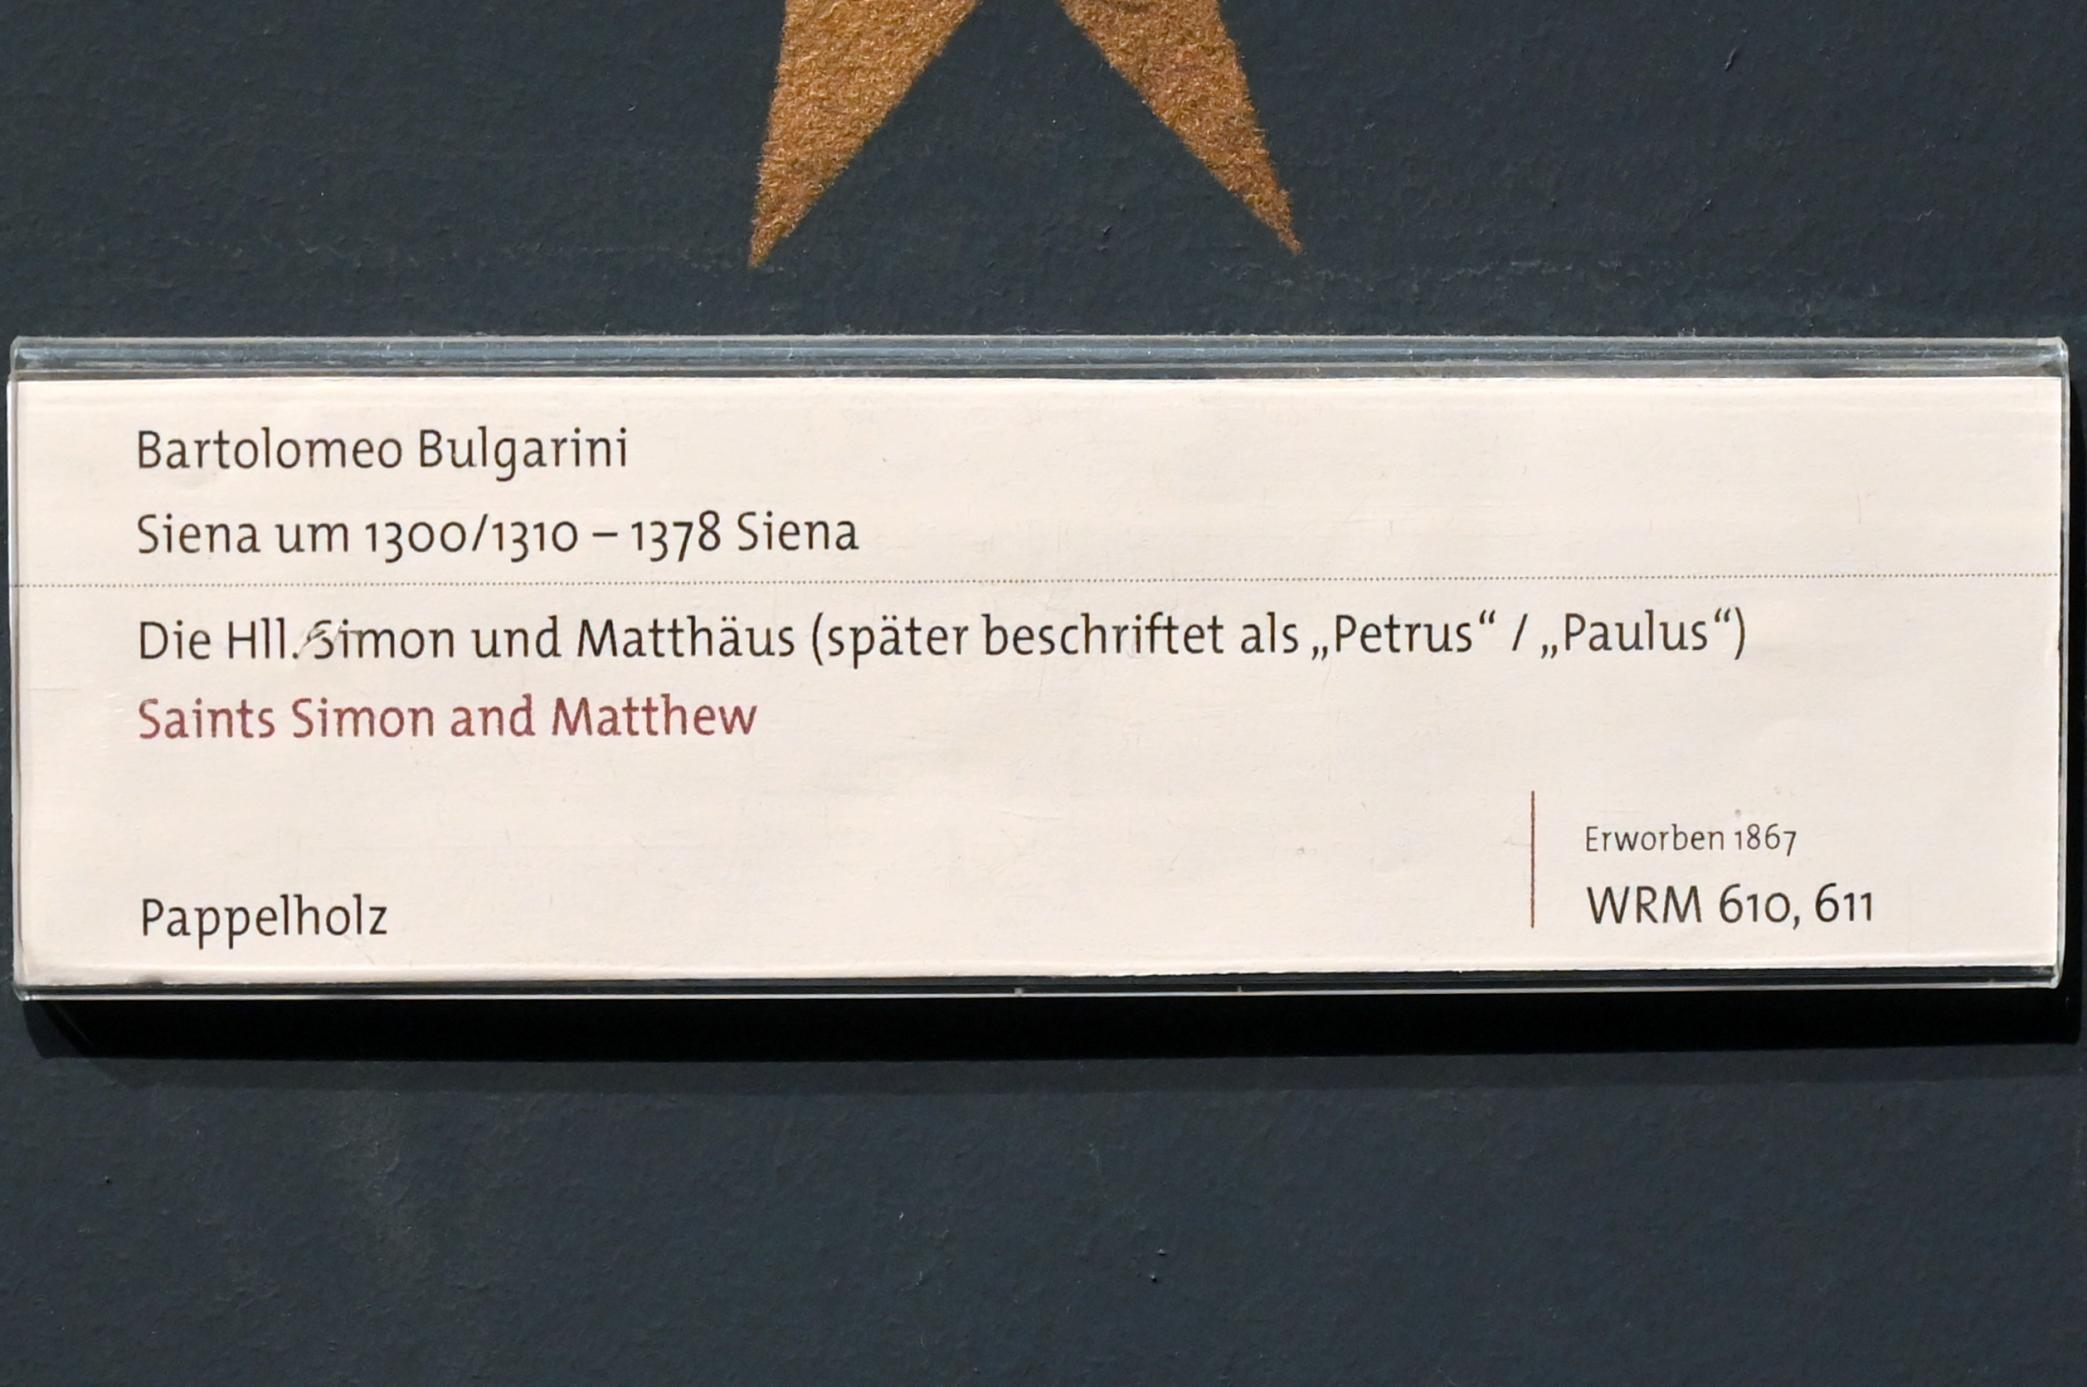 Bartolomeo Bulgarini
Siena um 1300/1310 – 1378 Siena
Die Hll. Simon und Matthäus (später beschriftet als „Petrus“ / „Paulus“)
Saints Simon and Matthew
Erworben 1867
Pappelholz
WRM 610, 611